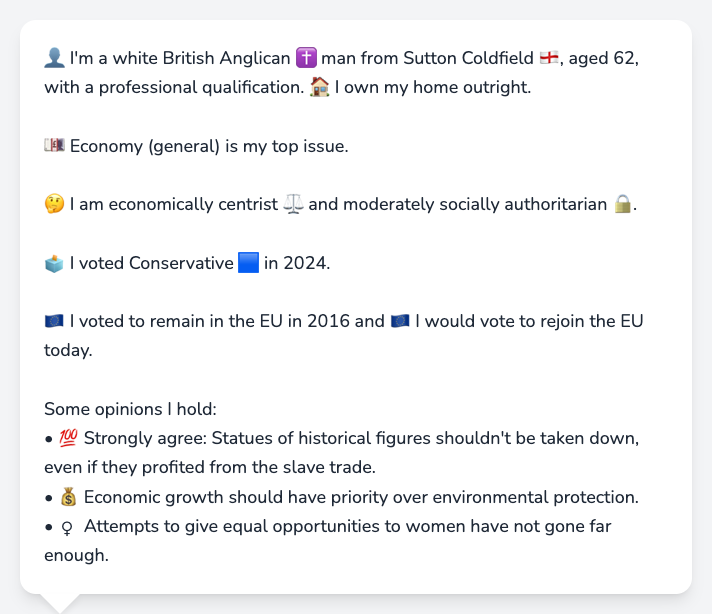 👤 I'm a white British Anglican ✝️ man from Sutton Coldfield 🏴󠁧󠁢󠁥󠁮󠁧󠁿, aged 62,
with a professional qualification. 🏠 I own my home outright.
💷 Economy (general) is my top issue.
🤔 I am economically centrist ⚖️ and moderately socially authoritarian 🔒.
🗳️ I voted Conservative 🟦 in 2024.
🇪🇺 I voted to remain in the EU in 2016 and 🇪🇺 I would vote to rejoin the EU
today.
Some opinions I hold:
• 💯 Strongly agree: Statues of historical figures shouldn't be taken down,
even if they profited from the slave trade.
• 💰 Economic growth should have priority over environmental protection.
• ♀ Attempts to give equal opportunities to women have not gone far
enough.